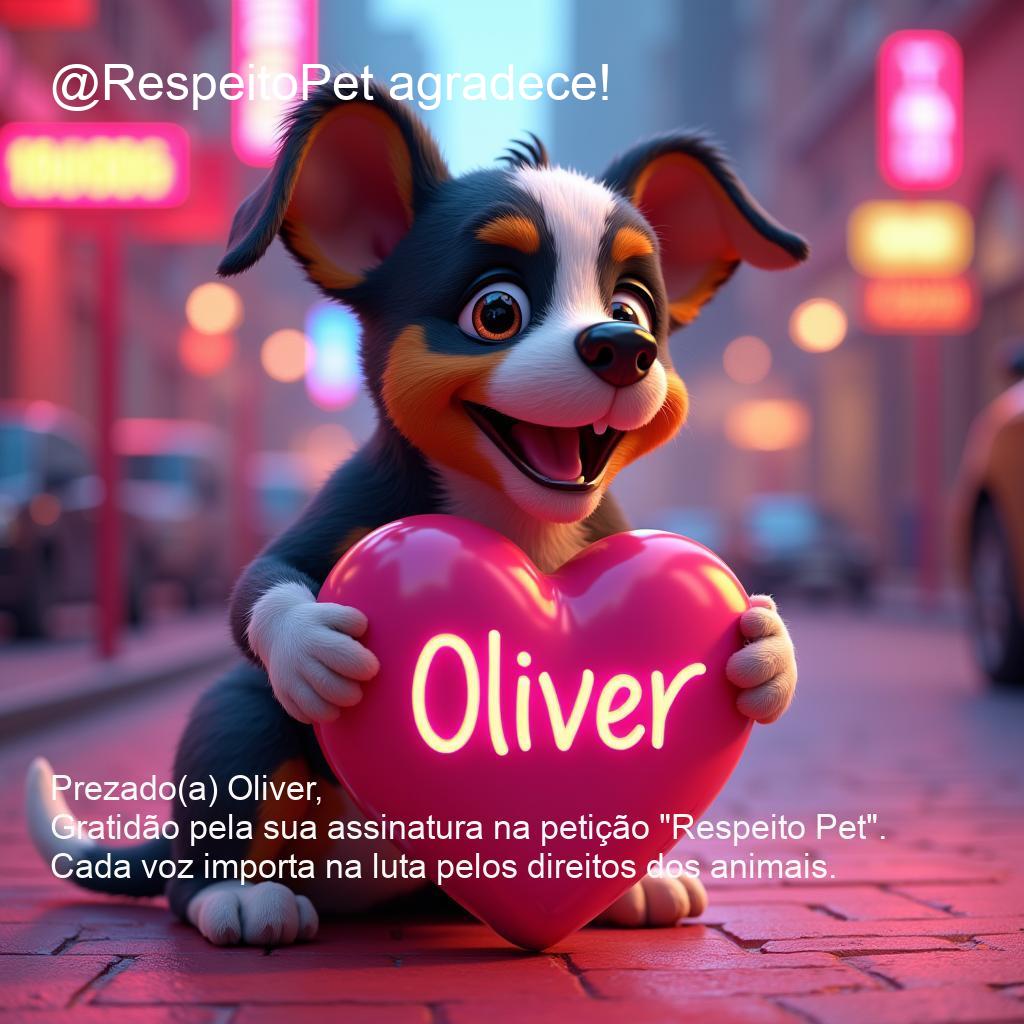 @RespeitoPet agradece!
Oliver
Prezado(a) Oliver,
Gratidão pela sua assinatura na petição "Respeito Pet".
Cada voz importa na luta pelos direitos dos animais.